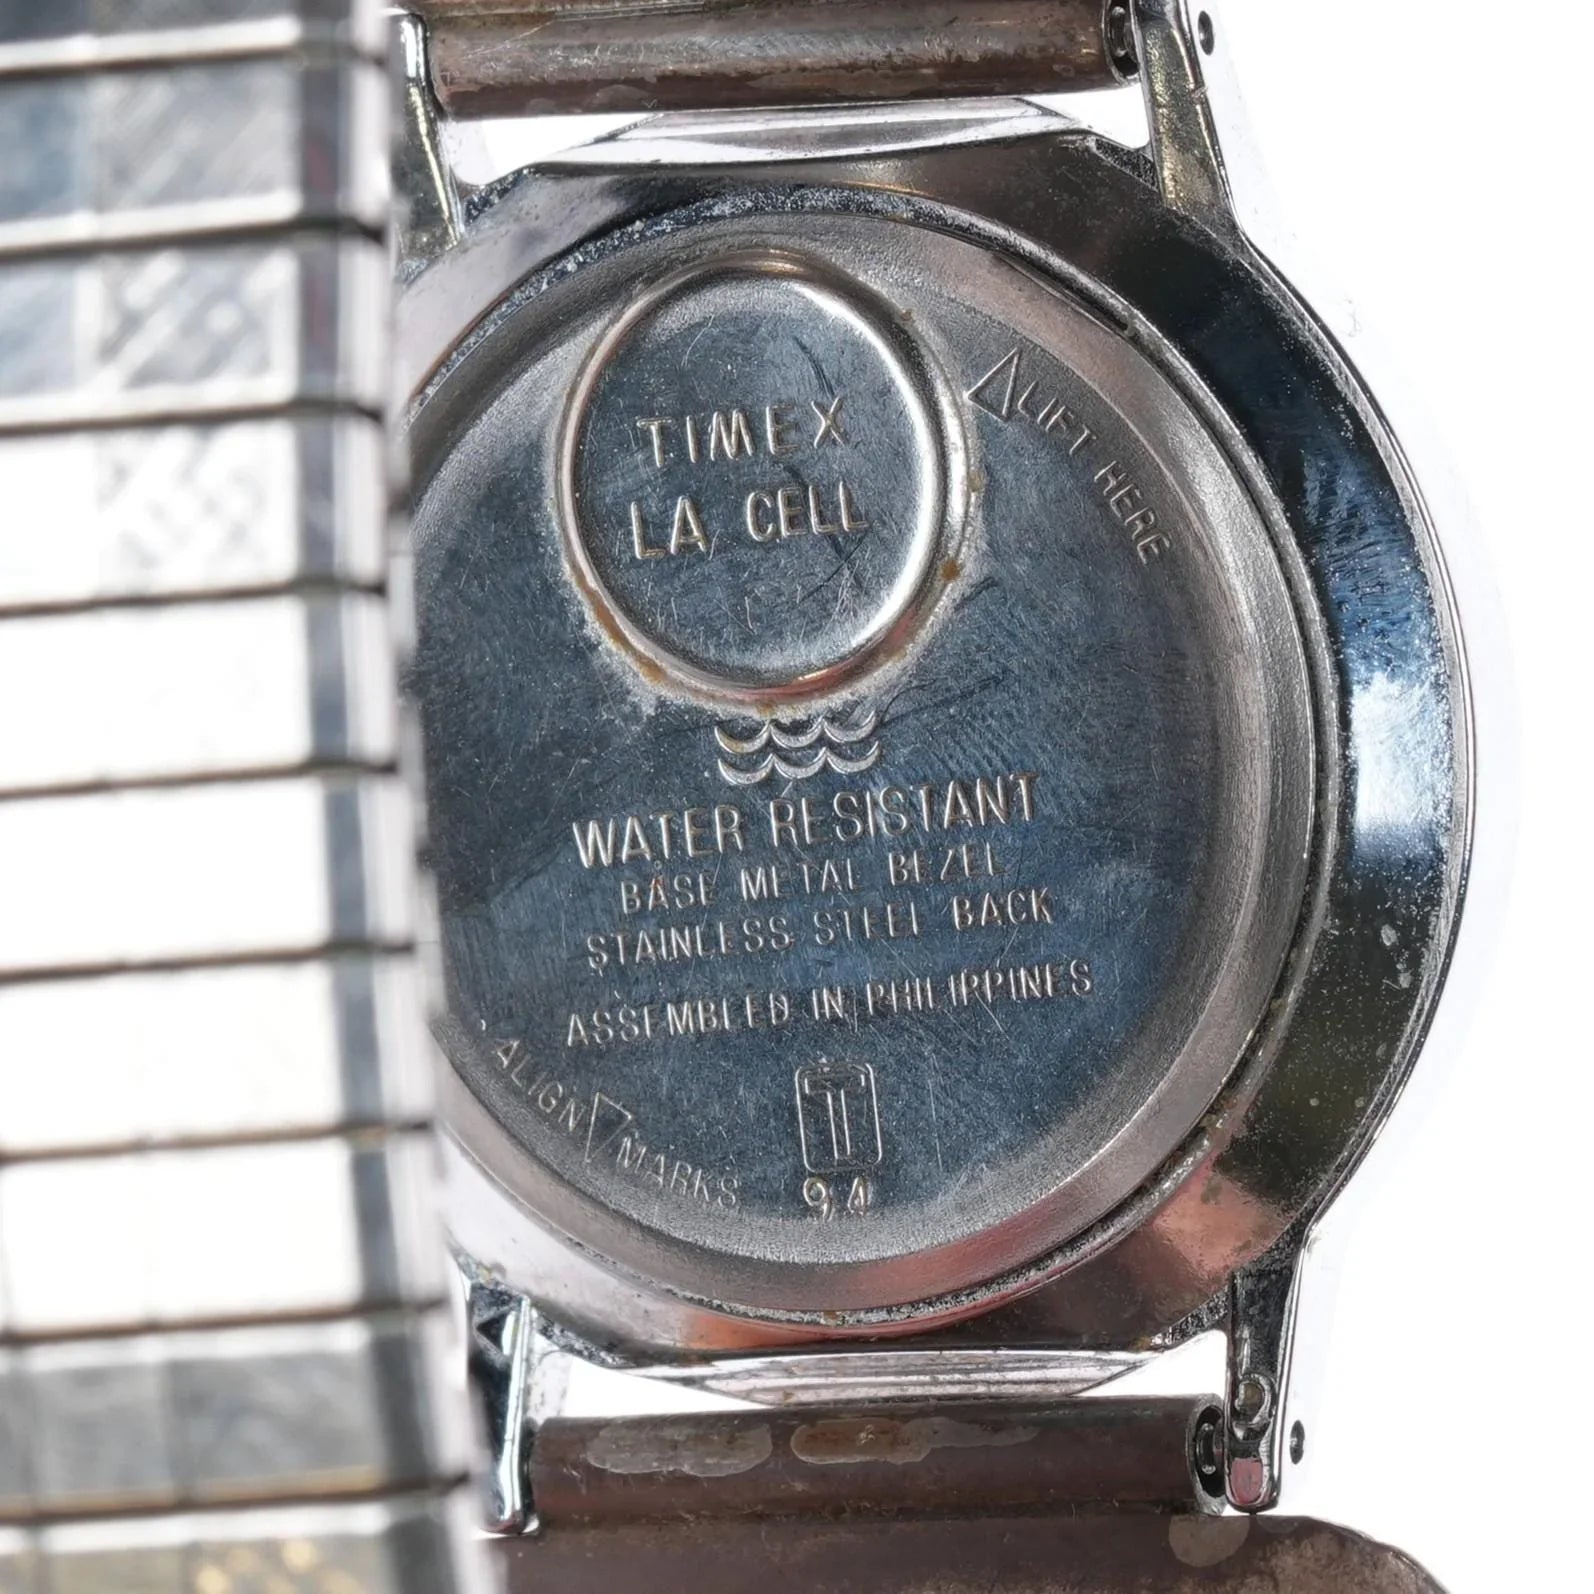 TIMEX
LA CELL
LIFT HERE
WATER RESISTANT
BASE METAL BEZEL
STAINLESS STEEL BACK
ASSEMBLED IN PHILIPPINES
ALIGN MARKS
T
94